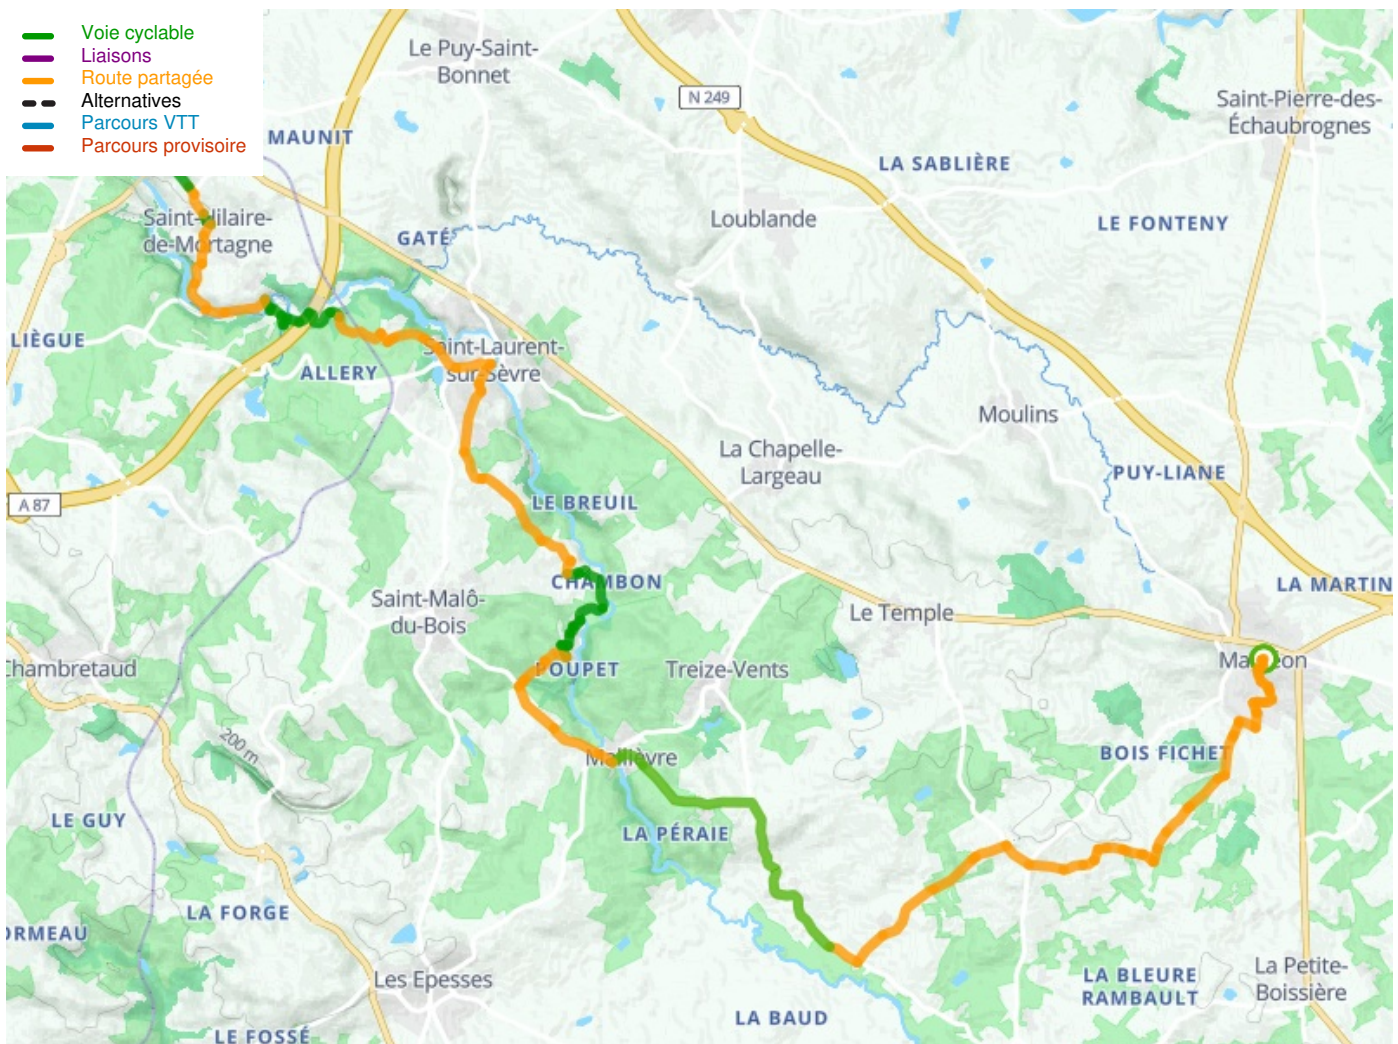 Voie cyclable
Liaisons
Route partagée
Alternatives
Parcours VTT
Parcours provisoire
Le Puy-Saint-
Bonnet
N 249
Saint-Pierre-des-
Échaubrognes
MAUNIT
LA SABLIÈRE
Saint-Hilaire-
de-Mortagne
GATÉ
Loublande
LE FONTENY
LIÈGUE
ALLERY
Saint-Laurent-
sur-Sèvre
Moulins
La Chapelle-
Largeau
PUY-LIANE
A 87
LE BREUIL
CHAMBON
LA MARTIN
Saint-Malô-
du-Bois
Le Temple
Chambretaud
POUPET
Treize-Vents
Mauléon
200 m
Mallièvre
BOIS FICHET
LE GUY
LA PÉRAIE
LA FORGE
ORMEAU
Les Epesses
LA BLEURE
RAMBAULT
La Petite-
Boissière
LA BAUD
LE FOSSÉ